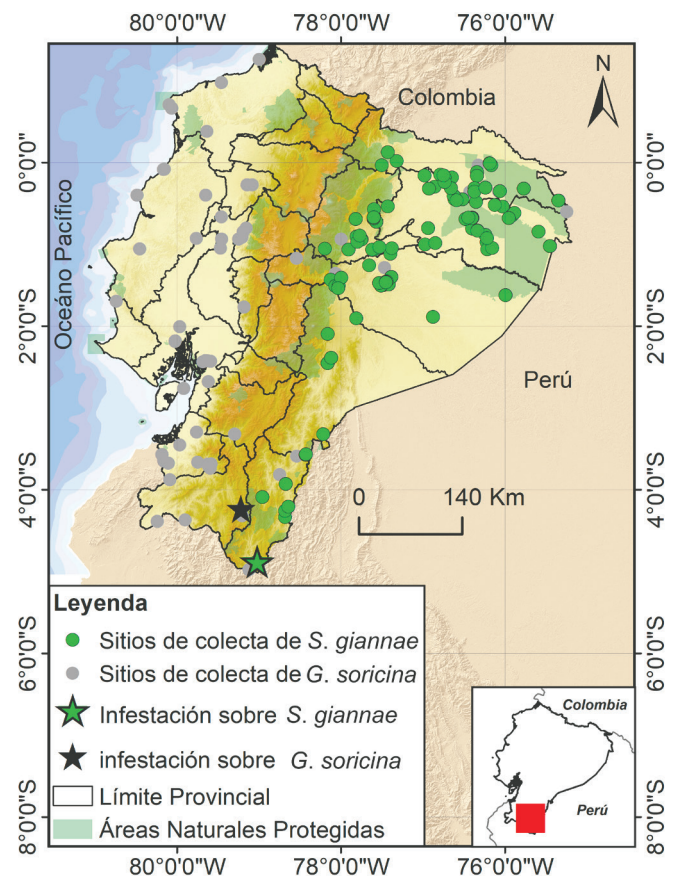 80°0'0"W 78°0'0"W 76°0'0"W
N
Colombia
0°0'0"
Oceáno Pacífico
2°0'0"S
Perú
4°0'0"S
0 140 Km
6°0'0"S
8°0'0"S
Leyenda
Sitios de colecta de S. giannae
Sitios de colecta de G. soricina
Infestación sobre S. giannae
infestación sobre G. soricina
Límite Provincial
Áreas Naturales Protegidas
Colombia
Perú
0°0'0"
2°0'0"S
4°0'0"S
6°0'0"S
8°0'0"S
80°0'0"W 78°0'0"W 76°0'0"W